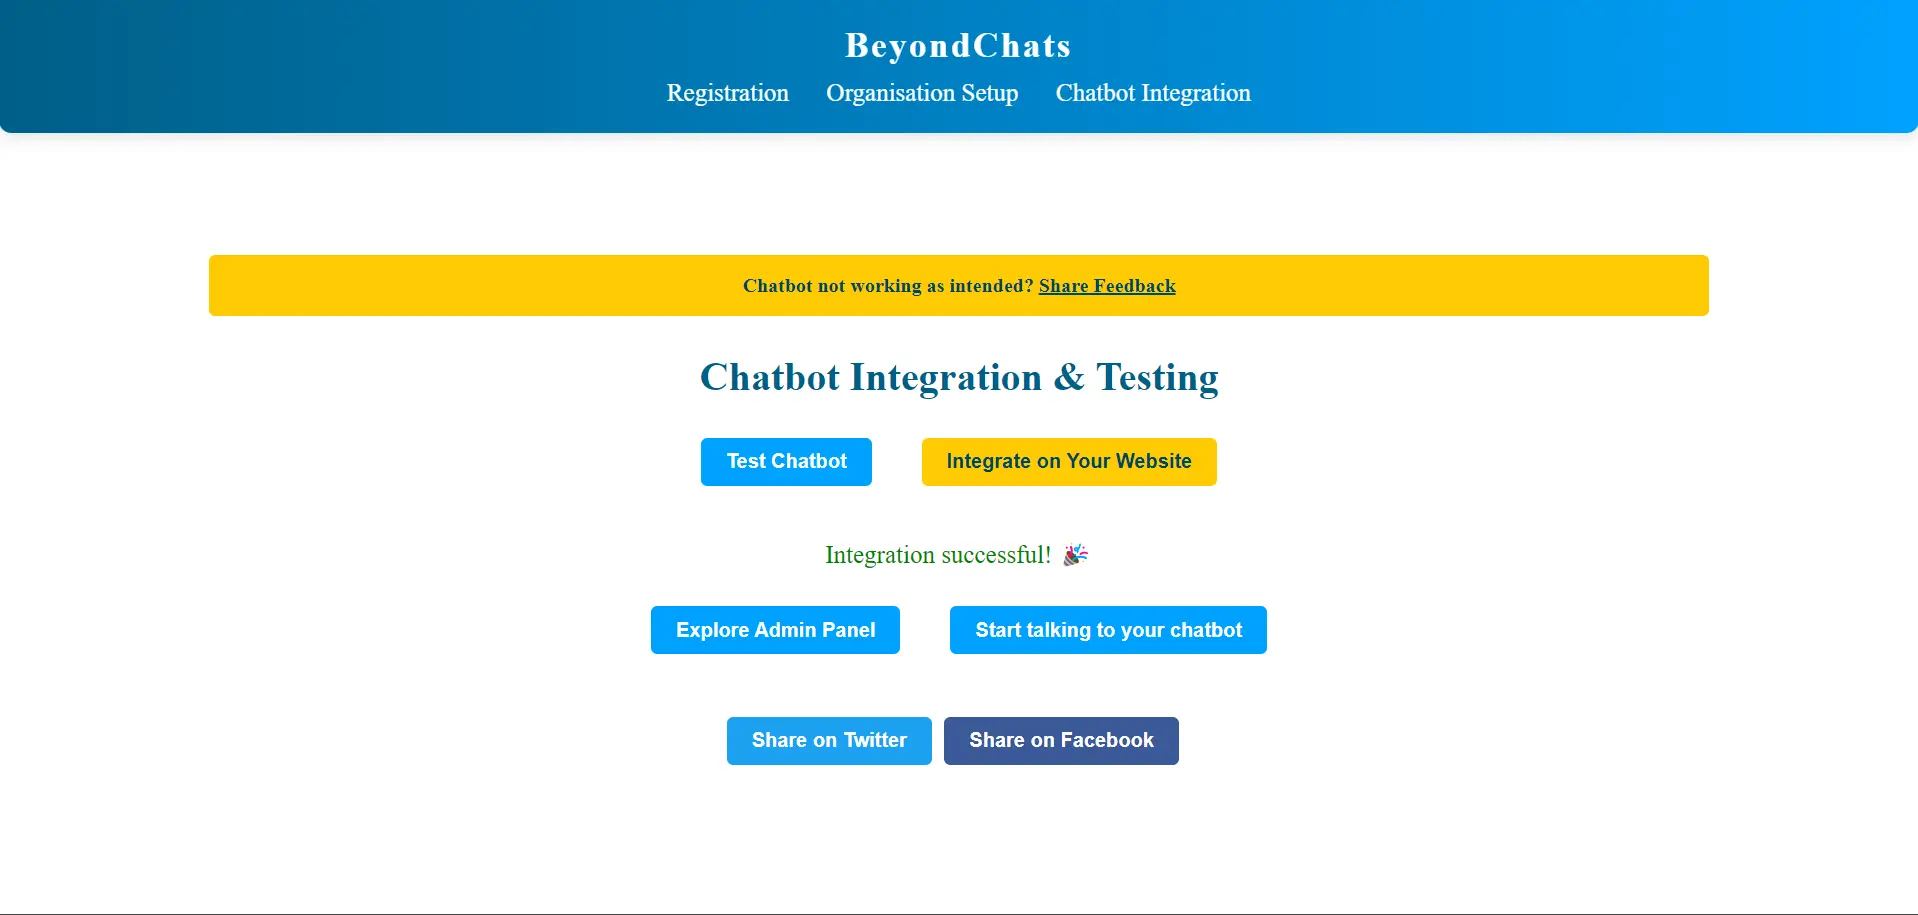 BeyondChats
Registration Organisation Setup Chatbot Integration
Chatbot not working as intended? Share Feedback
Chatbot Integration & Testing
Test Chatbot Integrate on Your Website
Integration successful! 🎉
Explore Admin Panel Start talking to your chatbot
Share on Twitter Share on Facebook